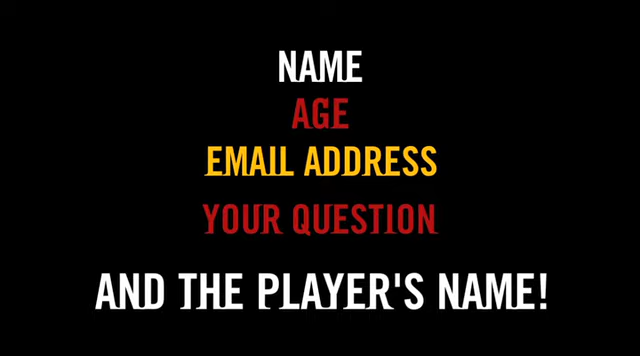 NAME
AGE
EMAIL ADDRESS
YOUR QUESTION
AND THE PLAYER'S NAME!